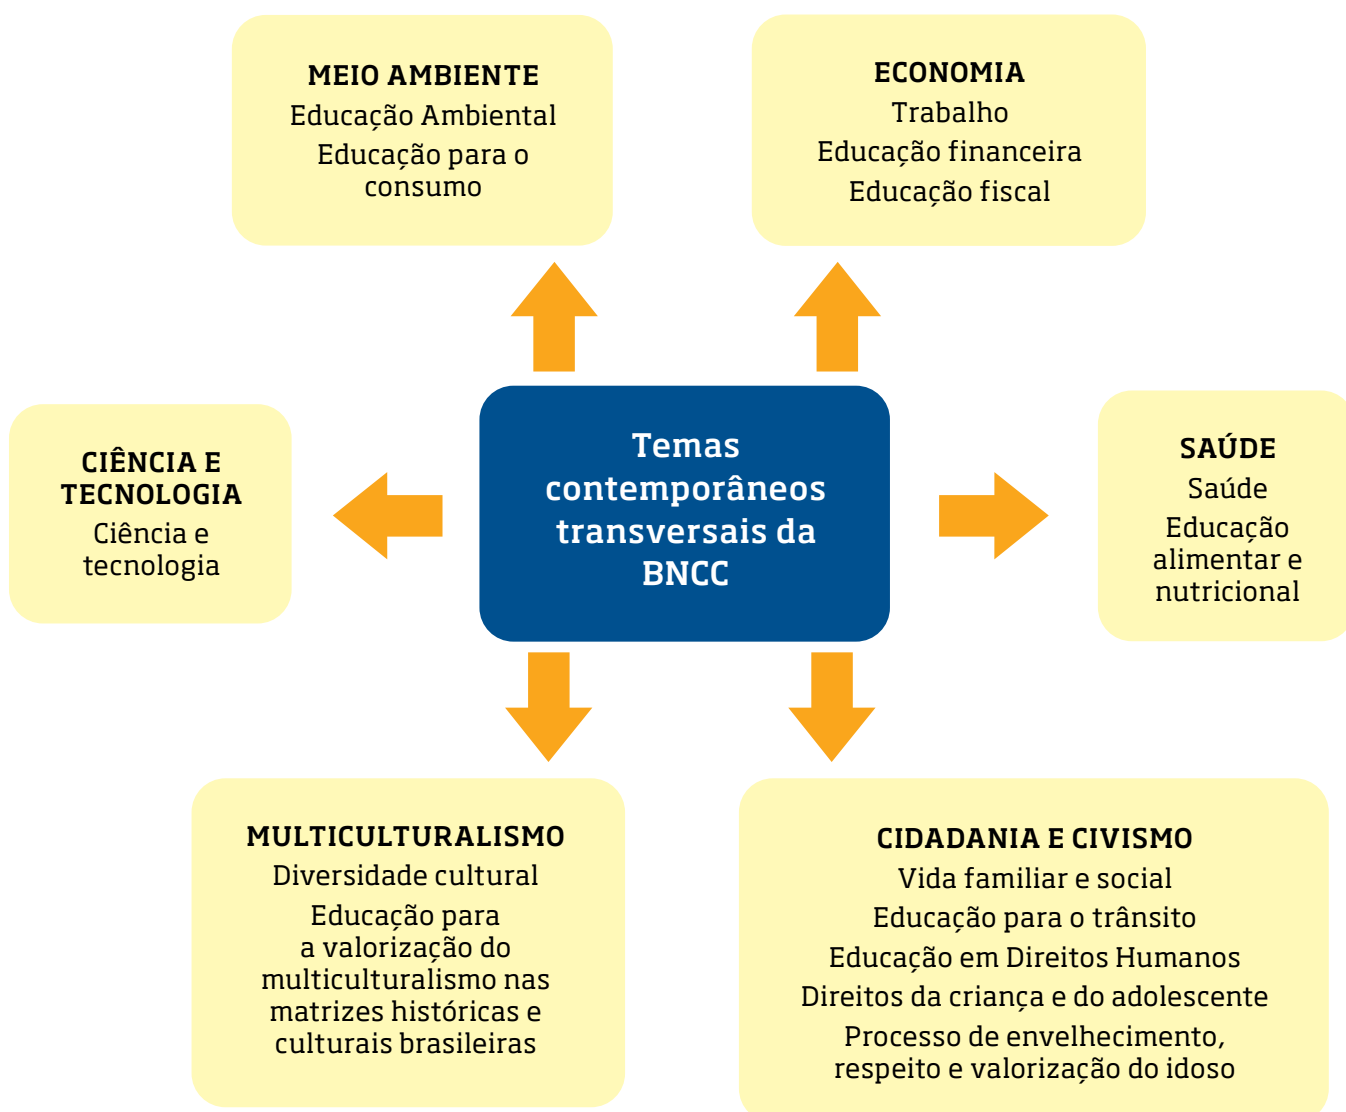 MEIO AMBIENTE
Educação Ambiental
Educação para o
consumo
ECONOMIA
Trabalho
Educação financeira
Educação fiscal
CIÊNCIA E
TECNOLOGIA
Ciência e
tecnologia
Temas
contemporâneos
transversais da
BNCC
SAÚDE
Saúde
Educação
alimentar e
nutricional
MULTICULTURALISMO
Diversidade cultural
Educação para
a valorização do
multiculturalismo nas
matrizes históricas e
culturais brasileiras
CIDADANIA E CIVISMO
Vida familiar e social
Educação para o trânsito
Educação em Direitos Humanos
Direitos da criança e do adolescente
Processo de envelhecimento,
respeito e valorização do idoso